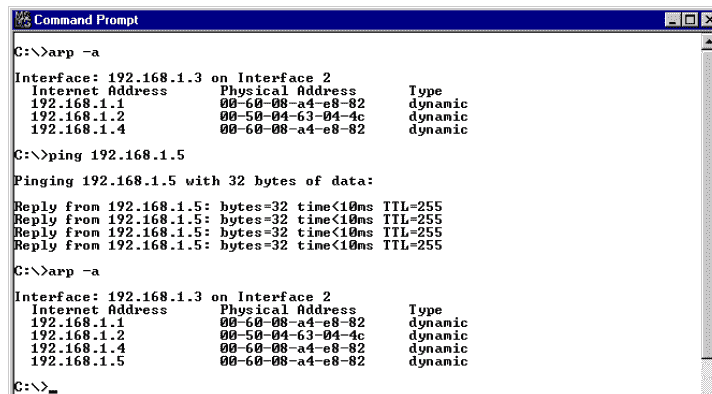 Command Prompt
C:\>arp -a
Interface: 192.168.1.3 on Interface 2
Internet Address Physical Address Type
192.168.1.1 00-60-08-a4-e8-82 dynamic
192.168.1.2 00-50-04-63-04-4c dynamic
192.168.1.4 00-60-08-a4-e8-82 dynamic
C:\>ping 192.168.1.5
Pinging 192.168.1.5 with 32 bytes of data:
Reply from 192.168.1.5: bytes=32 time<10ms TTL=255
Reply from 192.168.1.5: bytes=32 time<10ms TTL=255
Reply from 192.168.1.5: bytes=32 time<10ms TTL=255
Reply from 192.168.1.5: bytes=32 time<10ms TTL=255
C:\>arp -a
Interface: 192.168.1.3 on Interface 2
Internet Address Physical Address Type
192.168.1.1 00-60-08-a4-e8-82 dynamic
192.168.1.2 00-50-04-63-04-4c dynamic
192.168.1.4 00-60-08-a4-e8-82 dynamic
192.168.1.5 00-60-08-a4-e8-82 dynamic
C:\>_